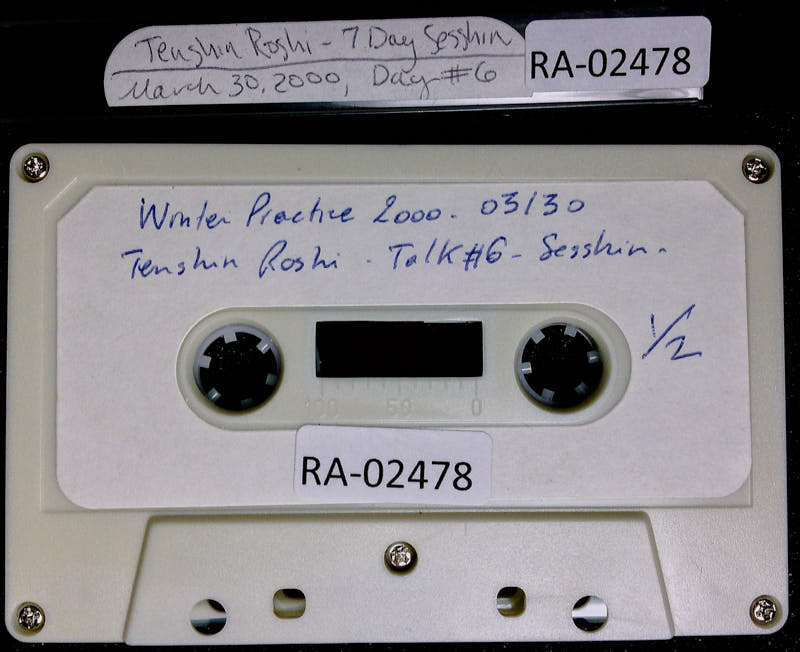 Tenshin Roshi - 7 Day Sesshin
March 30, 2000, Day #6
RA-02478
Winter Practice 2000. 03/30
Tenshin Roshi - Talk #6 - Sesshin.
1/2
100 50 0
RA-02478